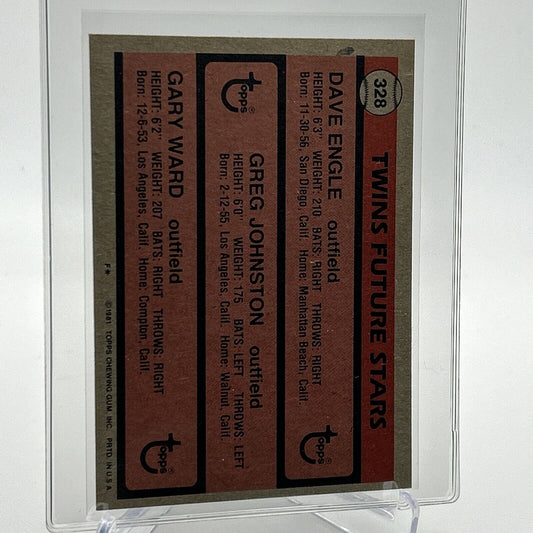 328
TWINS FUTURE STARS
DAVE ENGLE outfield
HEIGHT: 6'3" WEIGHT: 210 BATS: RIGHT THROWS: RIGHT
Born: 11-30-56, San Diego, Calif. Home: Manhattan Beach, Calif.
Topps®
Topps®
GREG JOHNSTON outfield
HEIGHT: 6'0" WEIGHT: 175 BATS: LEFT THROWS: LEFT
Born: 2-12-55, Los Angeles, Calif. Home: Walnut, Calif.
GARY WARD outfield
HEIGHT: 6'2" WEIGHT: 207 BATS: RIGHT THROWS: RIGHT
Born: 12-6-53, Los Angeles, Calif. Home: Compton, Calif.
Topps®
F* ©1981 TOPPS CHEWING GUM, INC. PRTD. IN U.S.A.